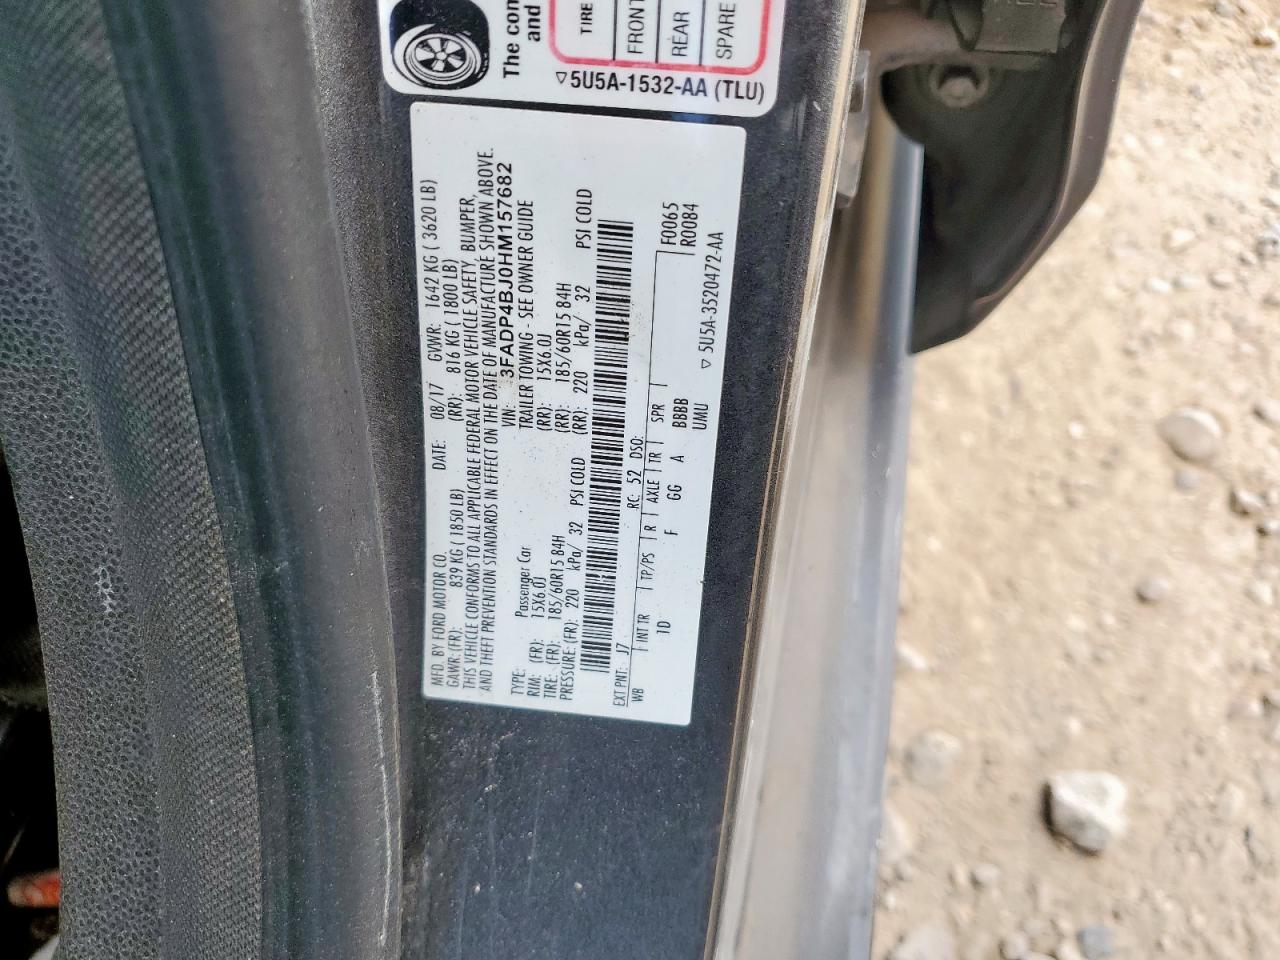 The con
and
TIRE
FRONT
REAR
SPARE
▽5U5A-1532-AA (TLU)
MFD. BY FORD MOTOR CO. DATE: 08/17 GVWR: 1642 KG ( 3620 LB)
GAWR: (FR): 839 KG ( 1850 LB) (RR): 816 KG ( 1800 LB)
THIS VEHICLE CONFORMS TO ALL APPLICABLE FEDERAL MOTOR VEHICLE SAFETY, BUMPER,
AND THEFT PREVENTION STANDARDS IN EFFECT ON THE DATE OF MANUFACTURE SHOWN ABOVE.
VIN: 3FADP4BJ0HM157682
TYPE: Passenger Car TRAILER TOWING - SEE OWNER GUIDE
RIM: (FR): 15X6.0J (RR): 15X6.0J
TIRE: (FR): 185/60R15 84H (RR): 185/60R15 84H
PRESSURE: (FR): 220 kPa/ 32 PSI COLD (RR): 220 kPa/ 32 PSI COLD
EXT PNT: J7 RC: 52 DSO: F0065
WB INT TR TP/PS R AXLE TR SPR R0084
1D F GG A BBBB
UMU ▽ 5U5A-3520472-AA